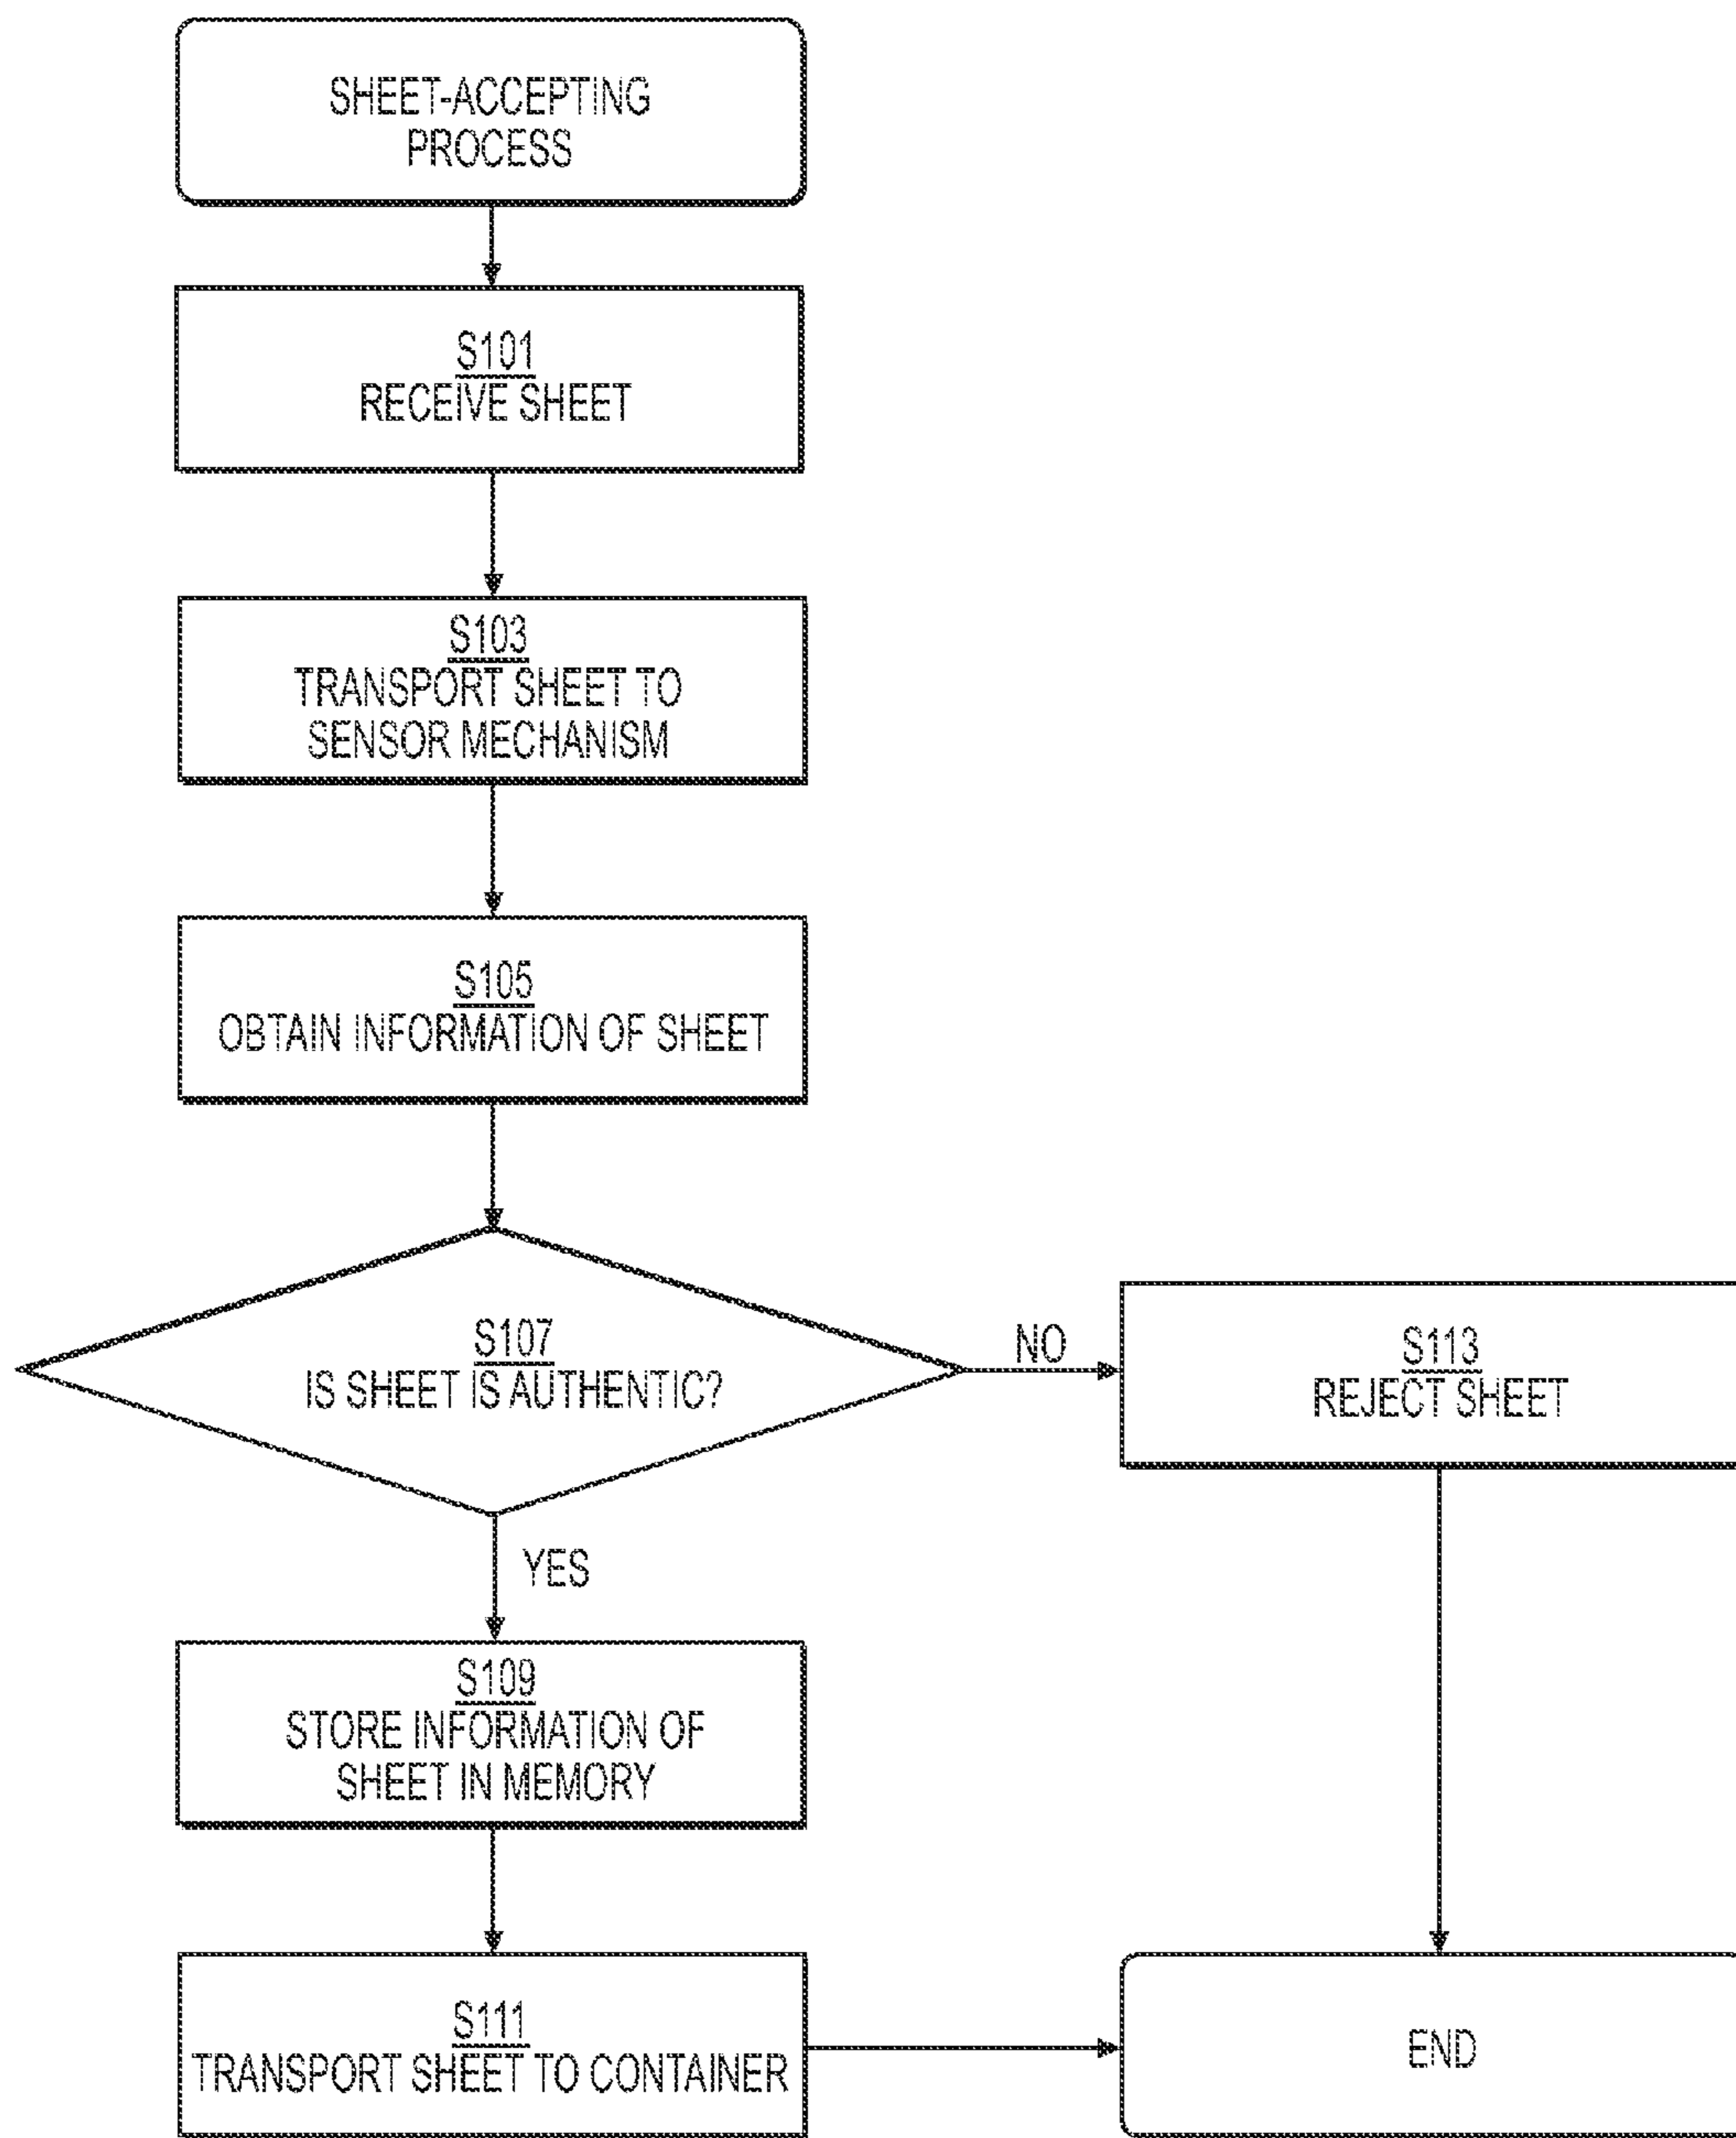 SHEET-ACCEPTING
PROCESS
S101
RECEIVE SHEET
S103
TRANSPORT SHEET TO
SENSOR MECHANISM
S105
OBTAIN INFORMATION OF SHEET
S107
IS SHEET IS AUTHENTIC?
NO
S113
REJECT SHEET
YES
S109
STORE INFORMATION OF
SHEET IN MEMORY
S111
TRANSPORT SHEET TO CONTAINER
END